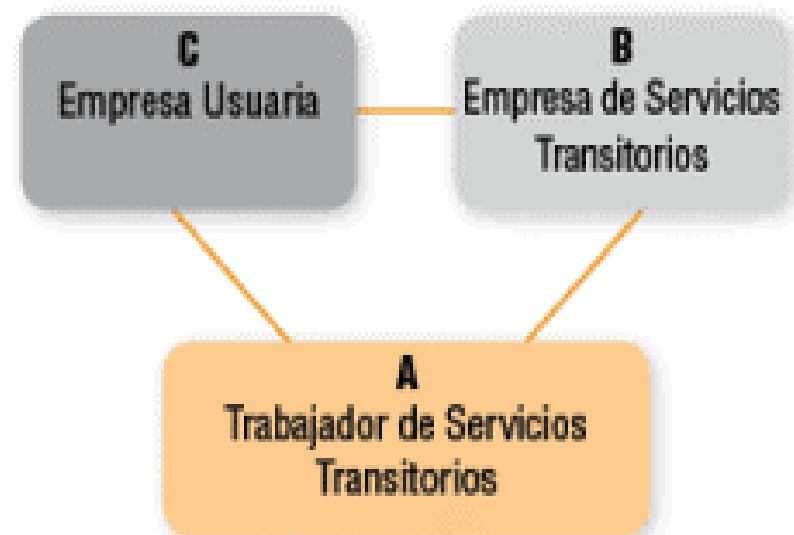 C
Empresa Usuaria
B
Empresa de Servicios
Transitorios
A
Trabajador de Servicios
Transitorios